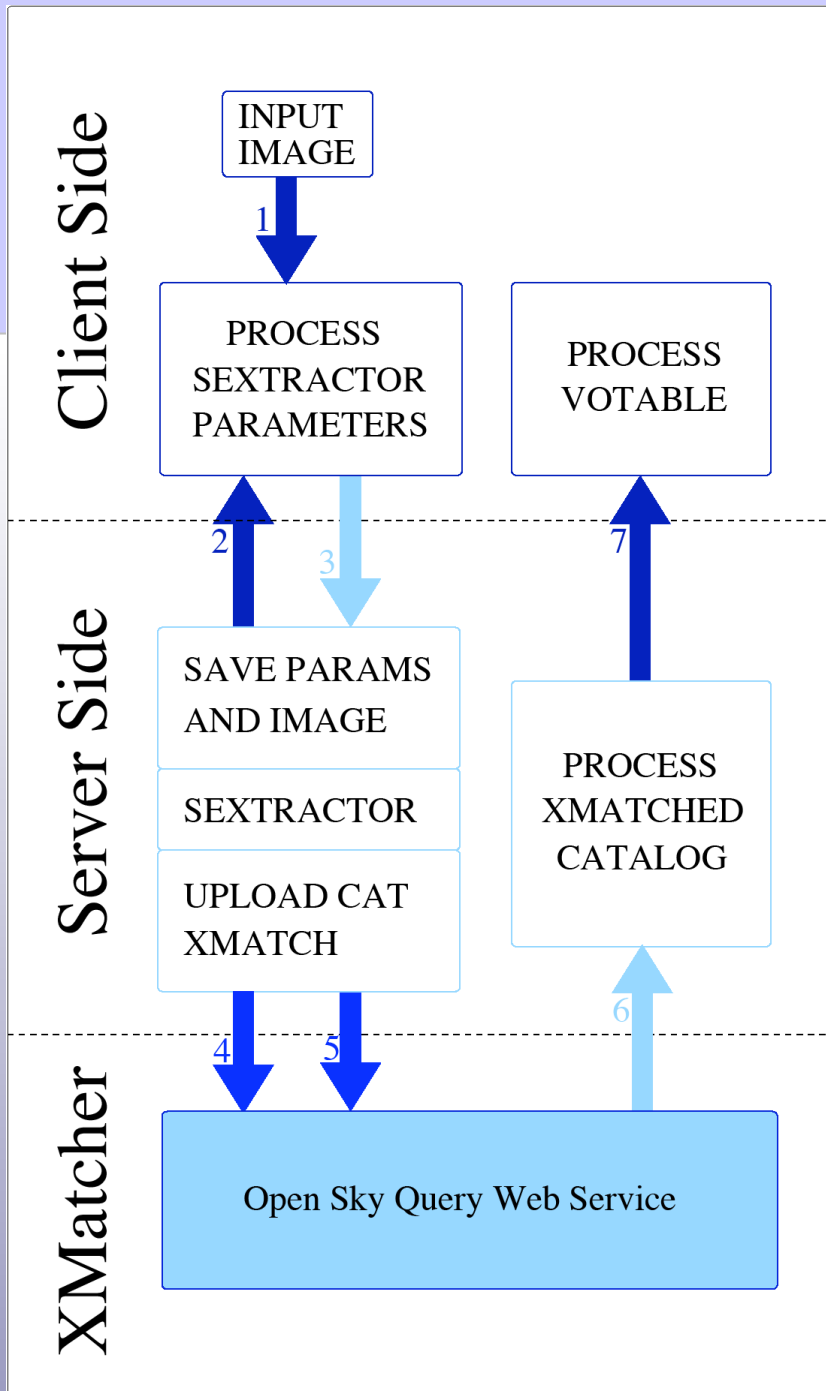 Client Side
INPUT
IMAGE
1
PROCESS
SEXTRACTOR
PARAMETERS
PROCESS
VOTABLE
2
3
7
Server Side
SAVE PARAMS
AND IMAGE
SEXTRACTOR
UPLOAD CAT
XMATCH
PROCESS
XMATCHED
CATALOG
4
5
6
XMatcher
Open Sky Query Web Service